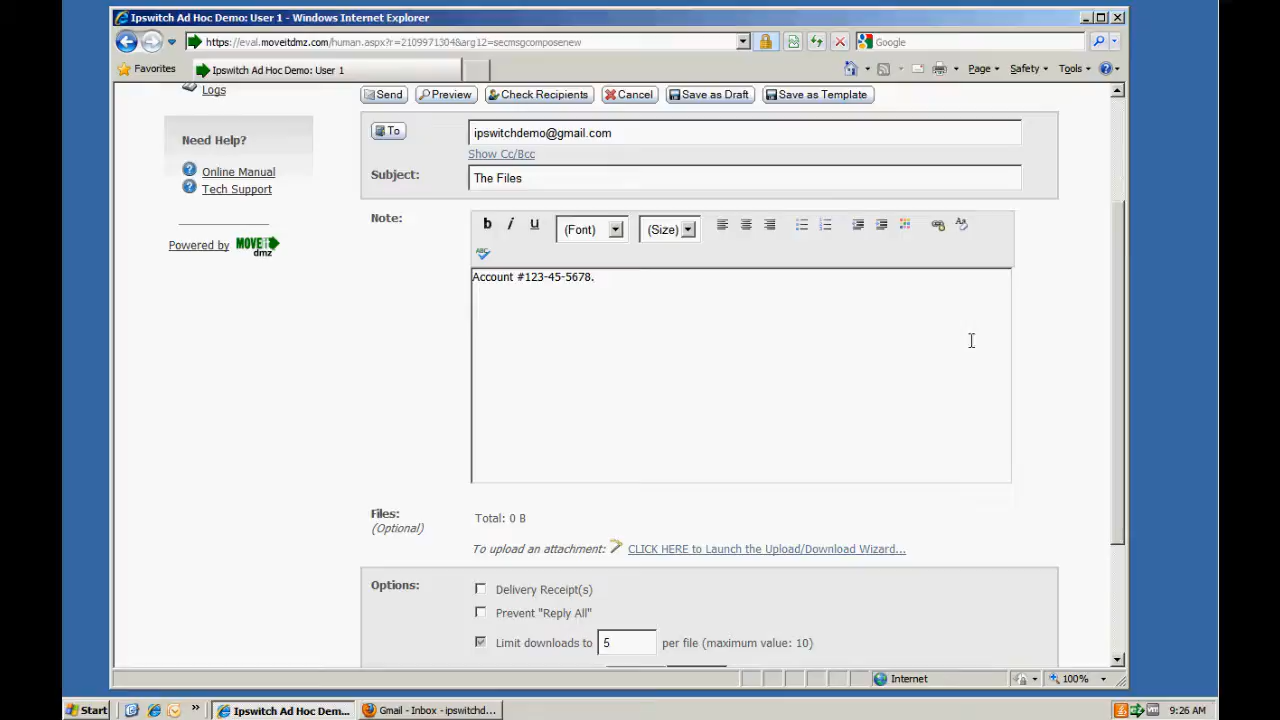 Ipswitch Ad Hoc Demo: User 1 - Windows Internet Explorer
https://eval.moveitdmz.com/human.aspx?r=2109971304&arg12=secmsgcomposenew
Google
Favorites
Ipswitch Ad Hoc Demo: User 1
Page
Safety
Tools
Logs
Send
Preview
Check Recipients
Cancel
Save as Draft
Save as Template
Need Help?
Online Manual
Tech Support
Powered by MOVEit dmz
To
ipswitchdemo@gmail.com
Show Cc/Bcc
Subject:
The Files
Note:
b i U (Font) (Size)
ABC
Account #123-45-5678.
Files:
(Optional)
Total: 0 B
To upload an attachment: CLICK HERE to Launch the Upload/Download Wizard...
Options:
Delivery Receipt(s)
Prevent "Reply All"
Limit downloads to 5 per file (maximum value: 10)
Internet
100%
Start
»
Ipswitch Ad Hoc Dem...
Gmail - Inbox - ipswitchd...
9:26 AM